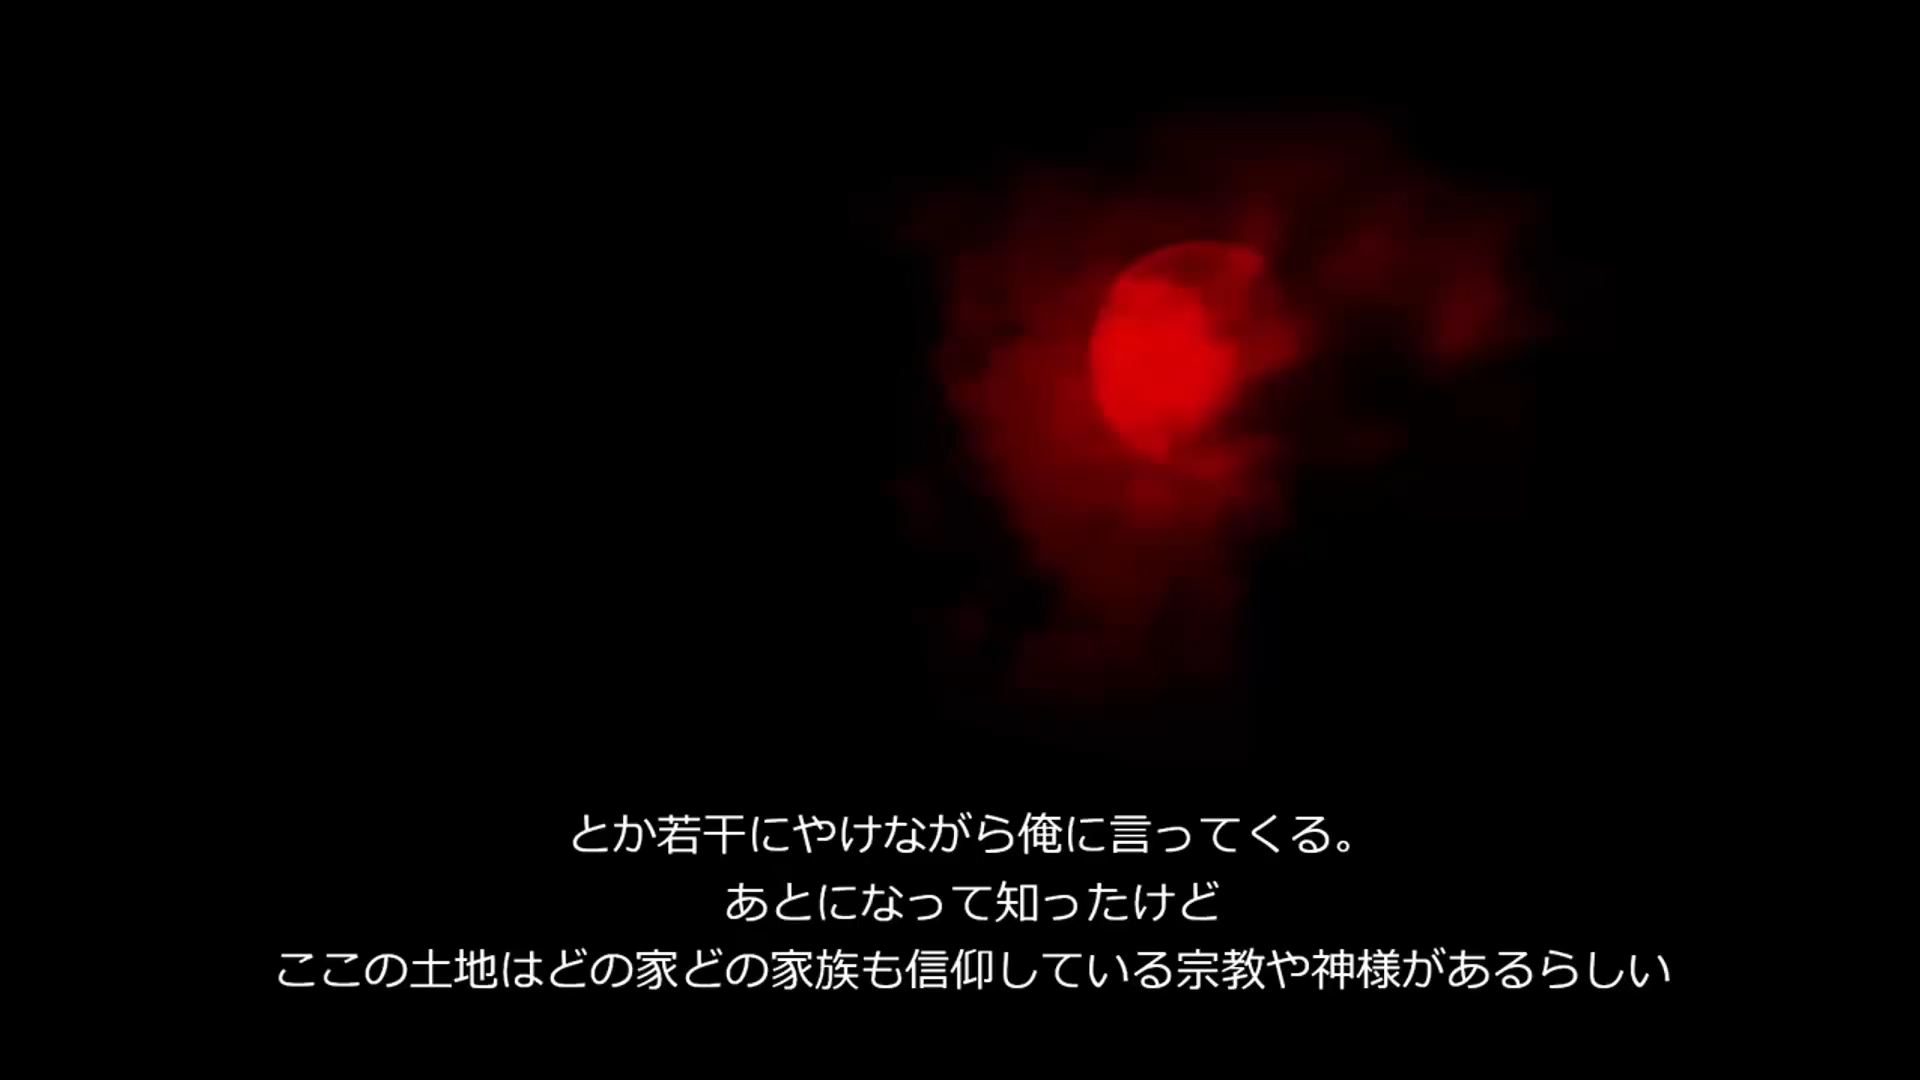 とか若干にやけながら俺に言ってくる。
あとになって知ったけど
ここの土地はどの家どの家族も信仰している宗教や神様があるらしい